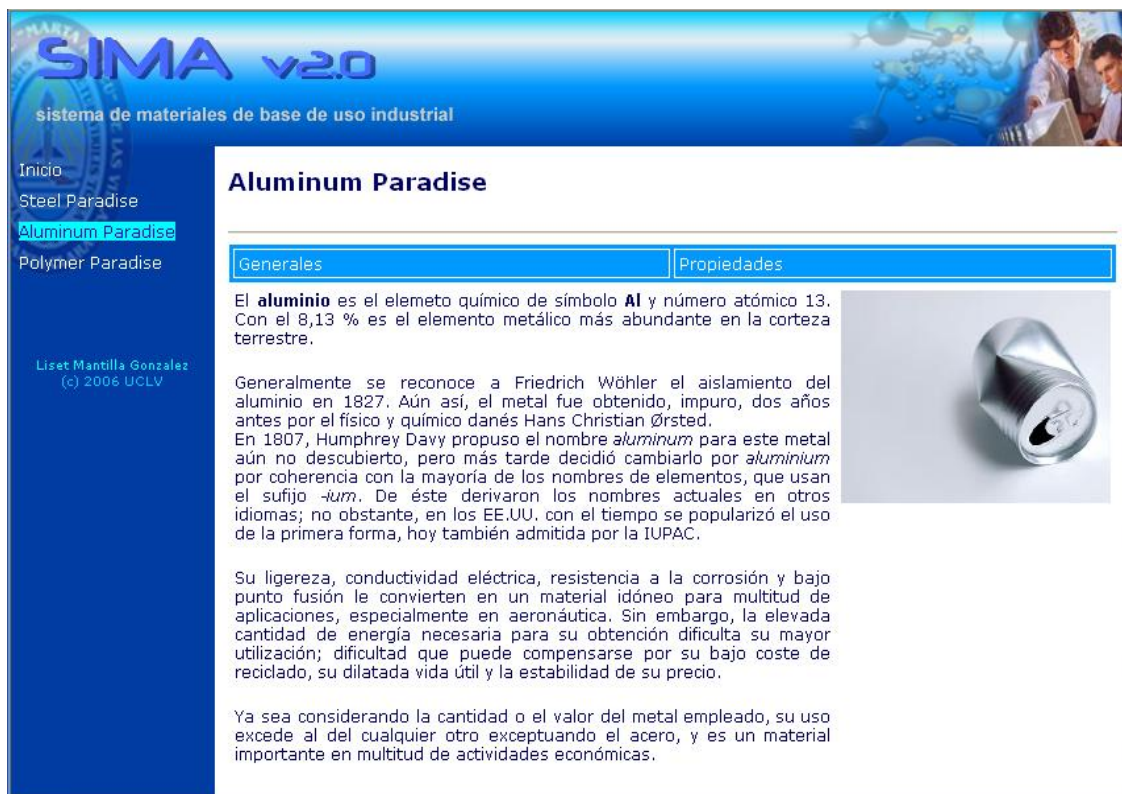 SIMA v2.0
sistema de materiales de base de uso industrial
Inicio
Steel Paradise
Aluminum Paradise
Polymer Paradise
Liset Mantilla Gonzalez
(c) 2006 UCLV
Aluminum Paradise
Generales
Propiedades
El aluminio es el elemeto químico de símbolo Al y número atómico 13.
Con el 8,13 % es el elemento metálico más abundante en la corteza
terrestre.
Generalmente se reconoce a Friedrich Wöhler el aislamiento del
aluminio en 1827. Aún así, el metal fue obtenido, impuro, dos años
antes por el físico y químico danés Hans Christian Ørsted.
En 1807, Humphrey Davy propuso el nombre aluminum para este metal
aún no descubierto, pero más tarde decidió cambiarlo por aluminium
por coherencia con la mayoría de los nombres de elementos, que usan
el sufijo -ium. De éste derivaron los nombres actuales en otros
idiomas; no obstante, en los EE.UU. con el tiempo se popularizó el uso
de la primera forma, hoy también admitida por la IUPAC.
Su ligereza, conductividad eléctrica, resistencia a la corrosión y bajo
punto fusión le convierten en un material idóneo para multitud de
aplicaciones, especialmente en aeronáutica. Sin embargo, la elevada
cantidad de energía necesaria para su obtención dificulta su mayor
utilización; dificultad que puede compensarse por su bajo coste de
reciclado, su dilatada vida útil y la estabilidad de su precio.
Ya sea considerando la cantidad o el valor del metal empleado, su uso
excede al del cualquier otro exceptuando el acero, y es un material
importante en multitud de actividades económicas.